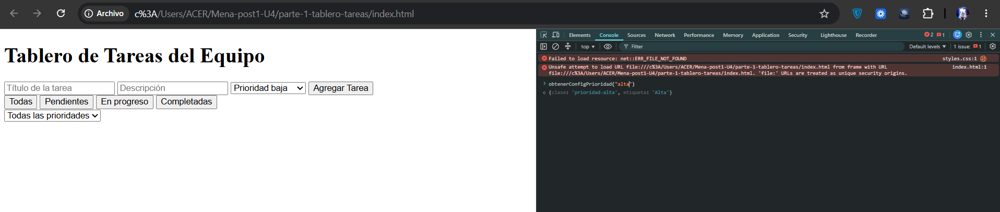 Archivo c%3A/Users/ACER/Mena-post1-U4/parte-1-tablero-tareas/index.html
Tablero de Tareas del Equipo
Título de la tarea Descripción Prioridad baja Agregar Tarea
Todas Pendientes En progreso Completadas
Todas las prioridades
Elements Console Sources Network Performance Memory Application Security Lighthouse Recorder 2 1
top Filter Default levels 1 issue: 1
Failed to load resource: net::ERR_FILE_NOT_FOUND styles.css:1
Unsafe attempt to load URL file:///c%3A/Users/ACER/Mena-post1-U4/parte-1-tablero-tareas/index.html from frame with URL index.html:1
file:///c%3A/Users/ACER/Mena-post1-U4/parte-1-tablero-tareas/index.html. 'file:' URLs are treated as unique security origins.
obtenerConfigPrioridad("alta")
{clase: 'prioridad-alta', etiqueta: 'Alta'}